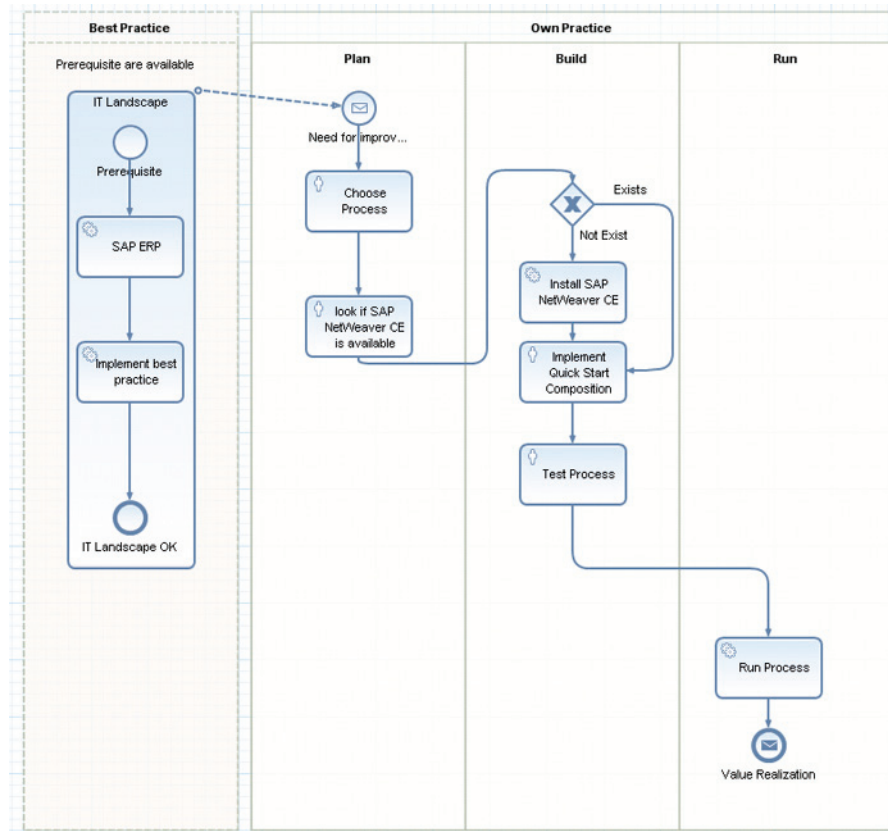 Best Practice
Own Practice
Prerequisite are available
Plan
Build
Run
IT Landscape
Prerequisite
SAP ERP
Implement best
practice
IT Landscape OK
Need for improv...
Choose
Process
look if SAP
NetWeaver CE
is available
Exists
Not Exist
Install SAP
NetWeaver CE
Implement
Quick Start
Composition
Test Process
Run Process
Value Realization